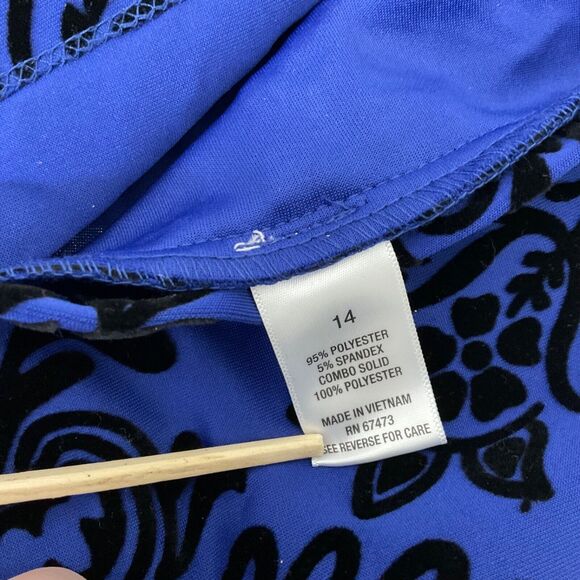 14
95% POLYESTER
5% SPANDEX
COMBO SOLID
100% POLYESTER
MADE IN VIETNAM
RN 67473
SEE REVERSE FOR CARE